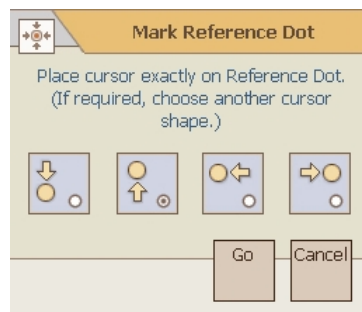 Mark Reference Dot
Place cursor exactly on Reference Dot.
(If required, choose another cursor
shape.)
Go Cancel